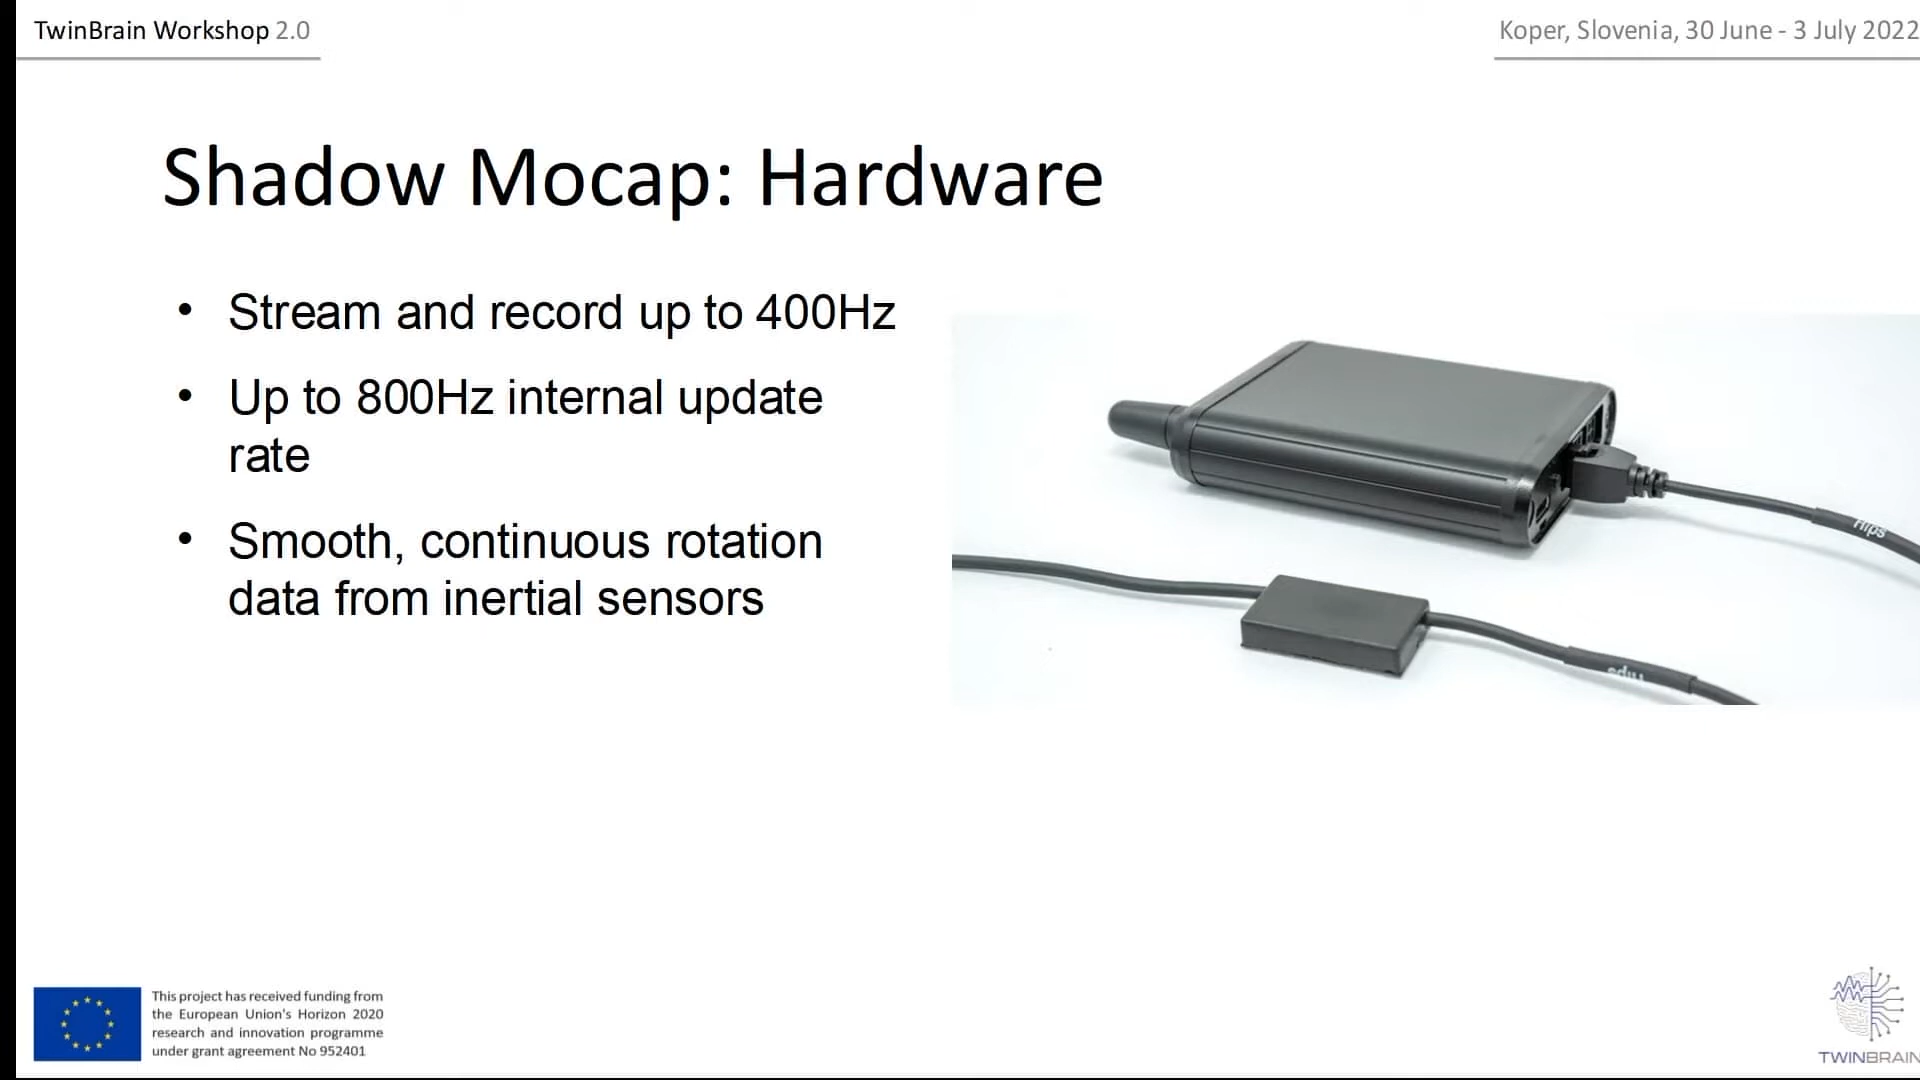 TwinBrain Workshop 2.0
Koper, Slovenia, 30 June - 3 July 2022
Shadow Mocap: Hardware
• Stream and record up to 400Hz
• Up to 800Hz internal update
rate
• Smooth, continuous rotation
data from inertial sensors
Hips
Hips
This project has received funding from
the European Union's Horizon 2020
research and innovation programme
under grant agreement No 952401
TWINBRAIN